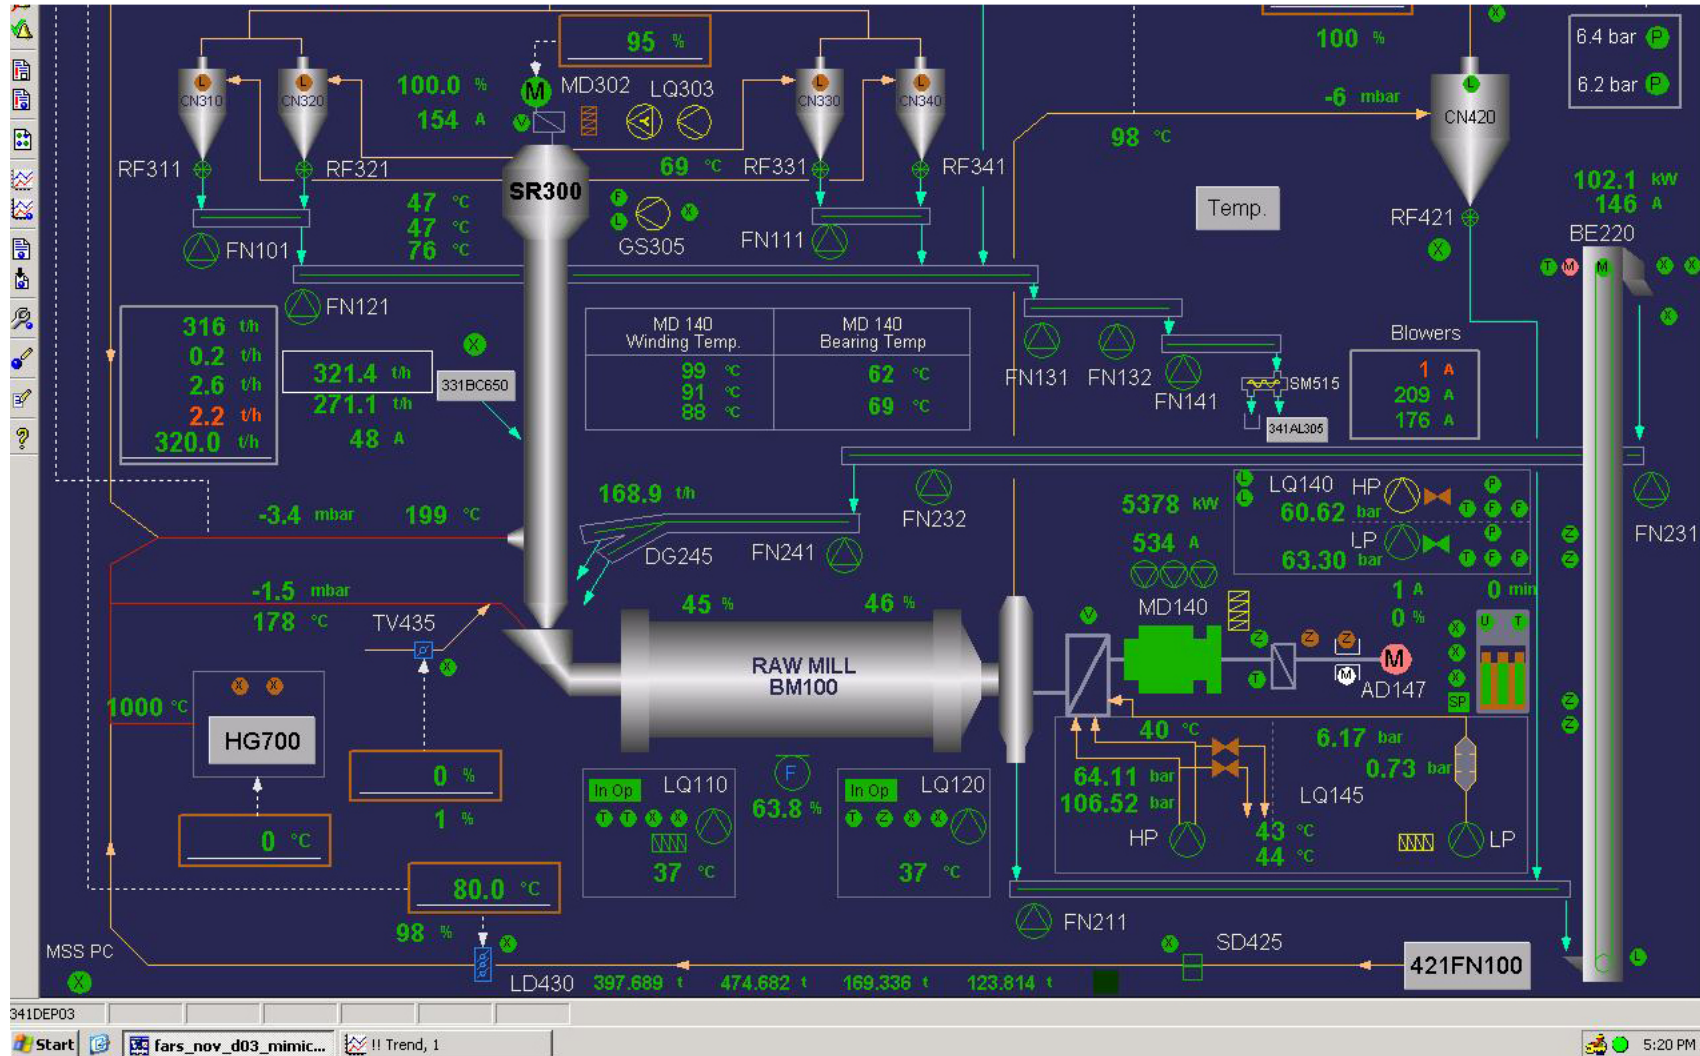 95 %
100 %
6.4 bar P
6.2 bar P
L
CN310
L
CN320
100.0 %
154 A
M
MD302
LQ303
V
Y
L
CN330
L
CN340
-6 mbar
98 °C
L
CN420
RF311
RF321
SR300
69 °C
RF331
RF341
102.1 kW
146 A
BE220
47 °C
47 °C
76 °C
F
L
X
GS305
Temp.
RF421
X
FN101
FN111
T M M X X
X
FN121
316 t/h
0.2 t/h
2.6 t/h
2.2 t/h
320.0 t/h
321.4 t/h
271.1 t/h
48 A
X
331BC650
MD 140
Winding Temp.
99 °C
91 °C
88 °C
MD 140
Bearing Temp
62 °C
69 °C
FN131
FN132
FN141
SM515
341AL305
Blowers
1 A
209 A
176 A
-3.4 mbar
199 °C
168.9 t/h
DG245
FN241
FN232
5378 kW
534 A
L
L
LQ140 HP
60.62 bar
P
T F F
LP
63.30 bar
P
T F F
Z
Z
FN231
-1.5 mbar
178 °C
TV435
X
45 %
46 %
MD140
V
1 A
0 min
0 %
RAW MILL
BM100
Z
T
Z
Z
M
M
AD147
X
X
X
SP
U T
Z
Z
1000 °C
X X
HG700
0 °C
0 %
1 %
In Op
LQ110
T T X X
37 °C
F
63.8 %
In Op
LQ120
T Z X X
37 °C
40 °C
64.11 bar
106.52 bar
HP
43 °C
44 °C
6.17 bar
0.73 bar
LQ145
LP
80.0 °C
98 %
X
FN211
MSS PC
X
LD430
397.689 t
474.682 t
169.336 t
123.814 t
X
SD425
421FN100
L
341DEP03
Start
fars_nov_d03_mimic...
!! Trend, 1
5:20 PM